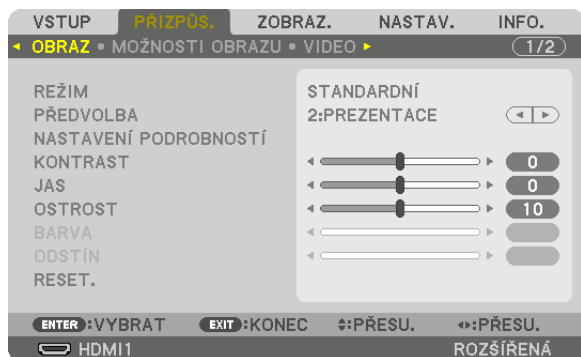 VSTUP PŘIZPŮS. ZOBRAZ. NASTAV. INFO.
OBRAZ • MOŽNOSTI OBRAZU • VIDEO 1/2
REŽIM STANDARDNÍ
PŘEDVOLBA 2:PREZENTACE
NASTAVENÍ PODROBNOSTÍ
KONTRAST 0
JAS 0
OSTROST 10
BARVA
ODSTÍN
RESET.
ENTER:VYBRAT EXIT:KONEC :PŘESU. :PŘESU.
HDMI1 ROZŠÍŘENÁ